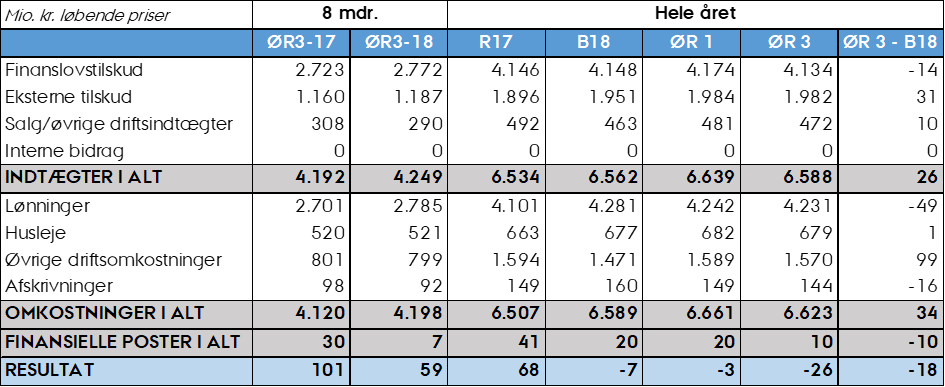 Mio. kr. løbende priser 8 mdr. Hele året
ØR3-17 ØR3-18 R17 B18 ØR 1 ØR 3 ØR 3 - B18
Finanslovstilskud 2.723 2.772 4.146 4.148 4.174 4.134 -14
Eksterne tilskud 1.160 1.187 1.896 1.951 1.984 1.982 31
Salg/øvrige driftsindtægter 308 290 492 463 481 472 10
Interne bidrag 0 0 0 0 0 0 0
INDTÆGTER I ALT 4.192 4.249 6.534 6.562 6.639 6.588 26
Lønninger 2.701 2.785 4.101 4.281 4.242 4.231 -49
Husleje 520 521 663 677 682 679 1
Øvrige driftsomkostninger 801 799 1.594 1.471 1.589 1.570 99
Afskrivninger 98 92 149 160 149 144 -16
OMKOSTNINGER I ALT 4.120 4.198 6.507 6.589 6.661 6.623 34
FINANSIELLE POSTER I ALT 30 7 41 20 20 10 -10
RESULTAT 101 59 68 -7 -3 -26 -18